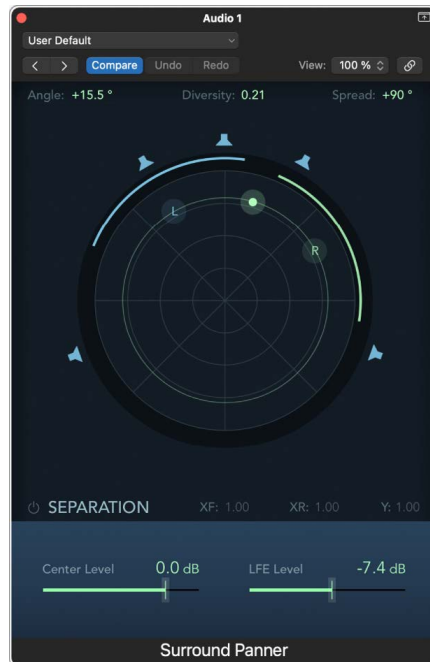 Audio 1
User Default
Compare Undo Redo View: 100 %
Angle: +15.5 ° Diversity: 0.21 Spread: +90 °
L
R
SEPARATION XF: 1.00 XR: 1.00 Y: 1.00
Center Level 0.0 dB LFE Level -7.4 dB
Surround Panner